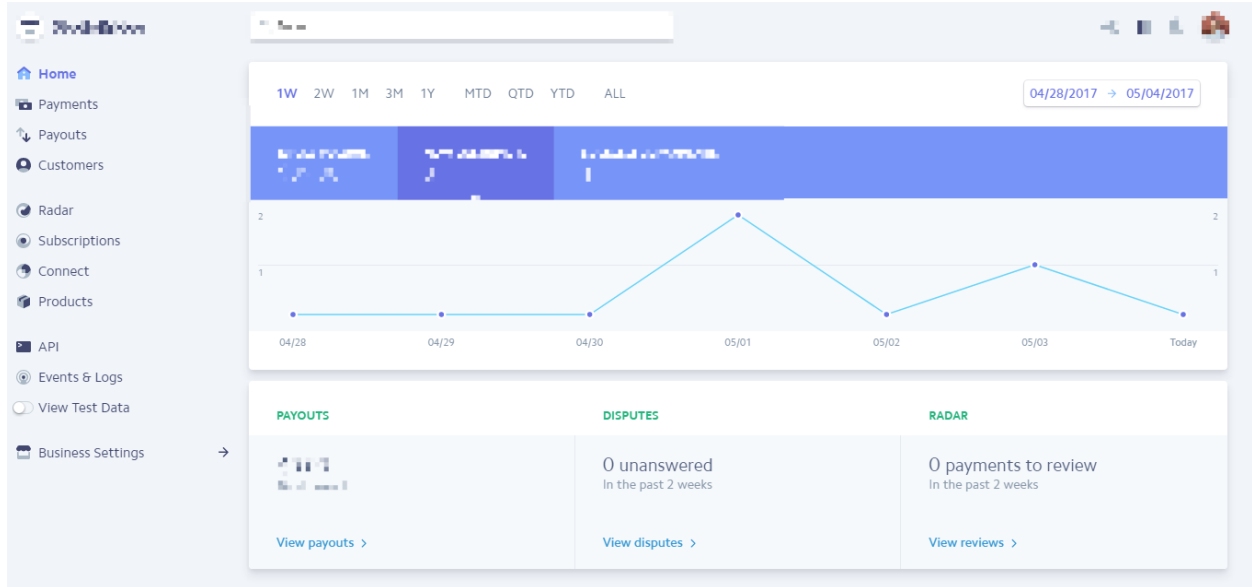 Home
Payments
Payouts
Customers
Radar
Subscriptions
Connect
Products
API
Events & Logs
View Test Data
Business Settings →
1W 2W 1M 3M 1Y MTD QTD YTD ALL
04/28/2017 → 05/04/2017
2 2
1 1
04/28 04/29 04/30 05/01 05/02 05/03 Today
PAYOUTS
View payouts >
DISPUTES
0 unanswered
In the past 2 weeks
View disputes >
RADAR
0 payments to review
In the past 2 weeks
View reviews >